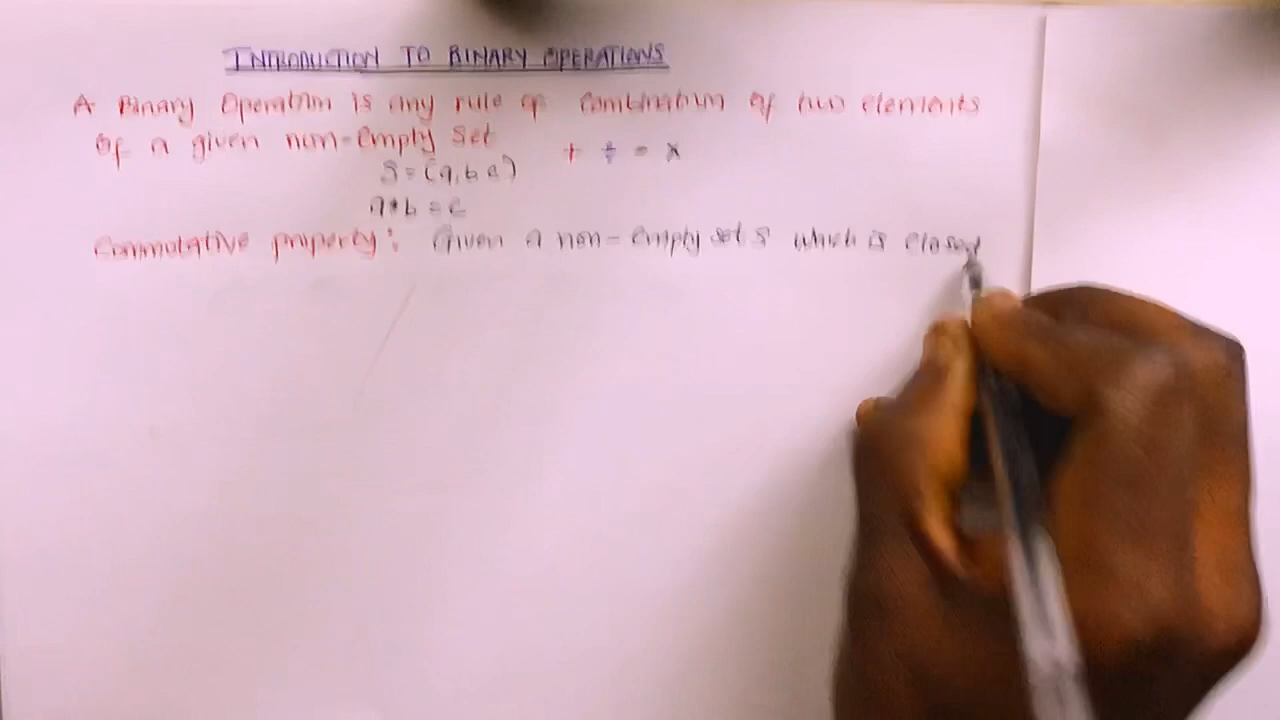 INTRODUCTION TO BINARY OPERATIONS
A Binary Operation is any rule of combination of two elements
of a given non-empty set
+ ÷ - ×
S = (a, b c)
a*b = c
Commutative property: Given a non-empty set S which is closed